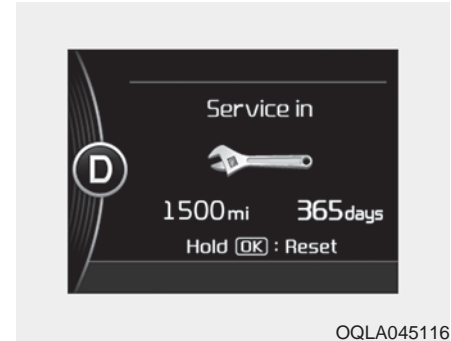 Service in
D
1500mi 365days
Hold OK : Reset
OQLA045116